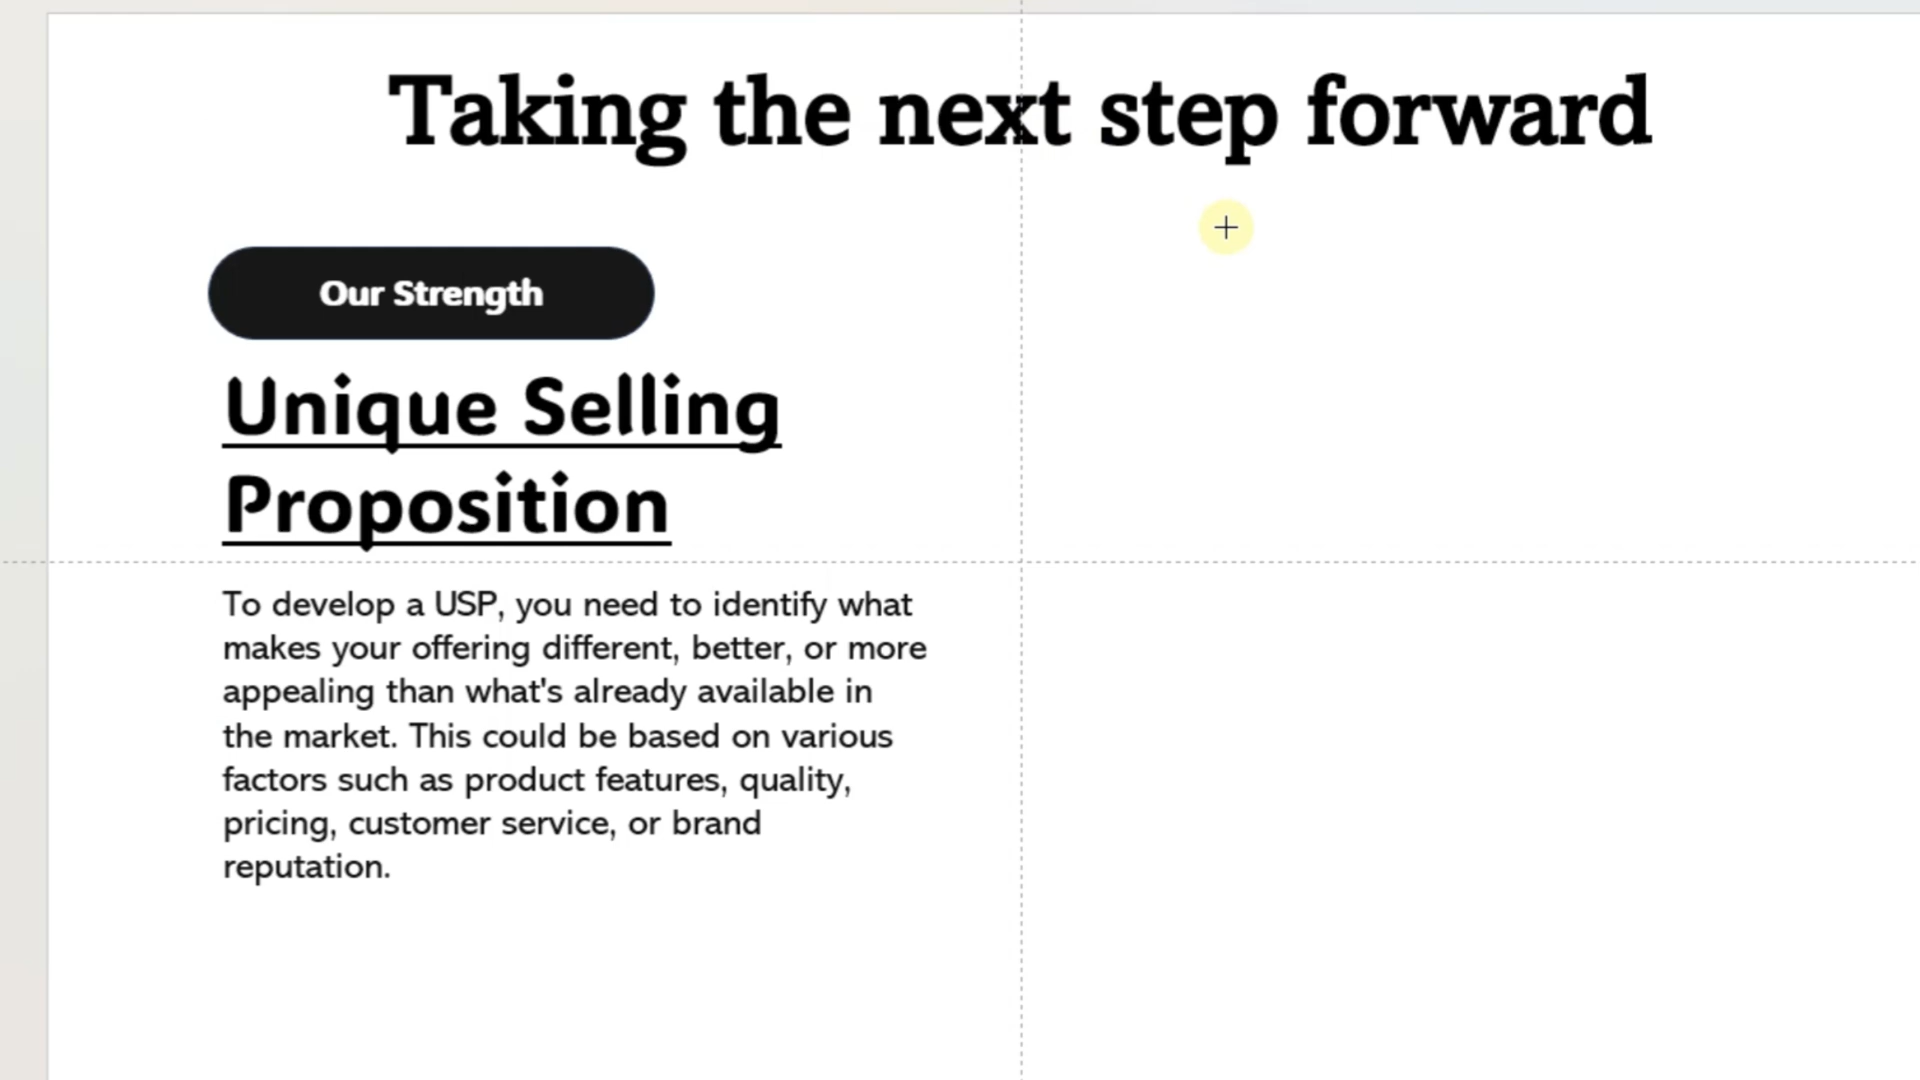 Taking the next step forward
Our Strength
Unique Selling
Proposition
To develop a USP, you need to identify what
makes your offering different, better, or more
appealing than what's already available in
the market. This could be based on various
factors such as product features, quality,
pricing, customer service, or brand
reputation.